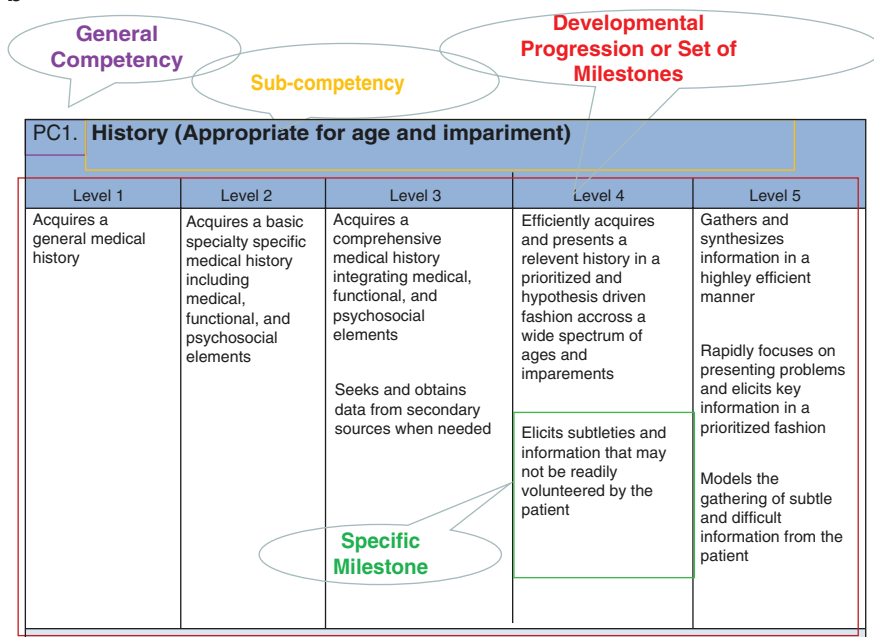 General
Competency
Sub-competency
Developmental
Progression or Set of
Milestones
PC1. History (Appropriate for age and impariment)
Level 1
Level 2
Level 3
Level 4
Level 5
Acquires a
general medical
history
Acquires a basic
specialty specific
medical history
including
medical,
functional, and
psychosocial
elements
Acquires a
comprehensive
medical history
integrating medical,
functional, and
psychosocial
elements
Seeks and obtains
data from secondary
sources when needed
Efficiently acquires
and presents a
relevent history in a
prioritized and
hypothesis driven
fashion accross a
wide spectrum of
ages and
imparements
Elicits subtleties and
information that may
not be readily
volunteered by the
patient
Gathers and
synthesizes
information in a
highley efficient
manner
Rapidly focuses on
presenting problems
and elicits key
information in a
prioritized fashion
Models the
gathering of subtle
and difficult
information from the
patient
Specific
Milestone